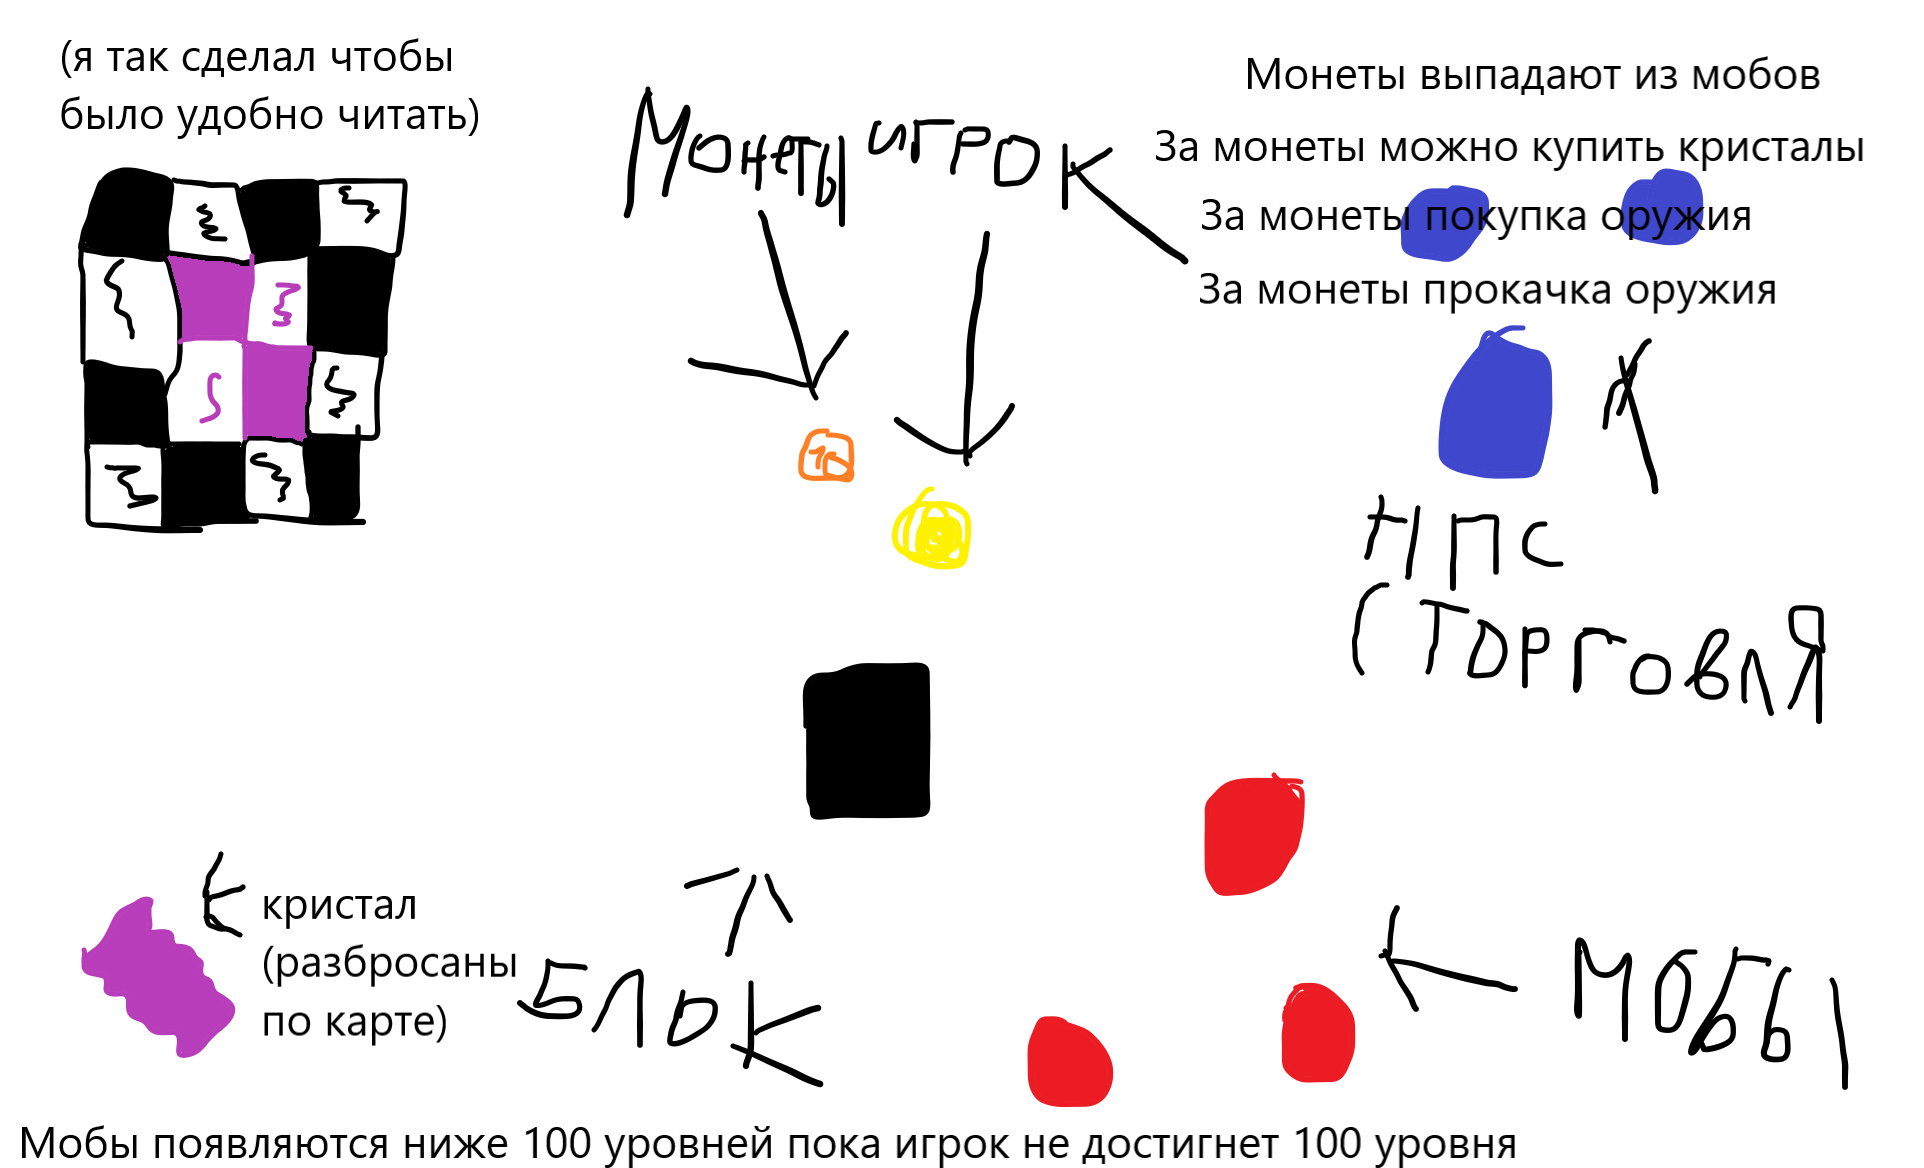 (я так сделал чтобы
было удобно читать)
Монеты игрок
Монеты выпадают из мобов
За монеты можно купить кристалы
За монеты покупка оружия
За монеты прокачка оружия
НПС
(торговля
кристал
(разбросаны
по карте)
Блок
Мобы
Мобы появляются ниже 100 уровней пока игрок не достигнет 100 уровня